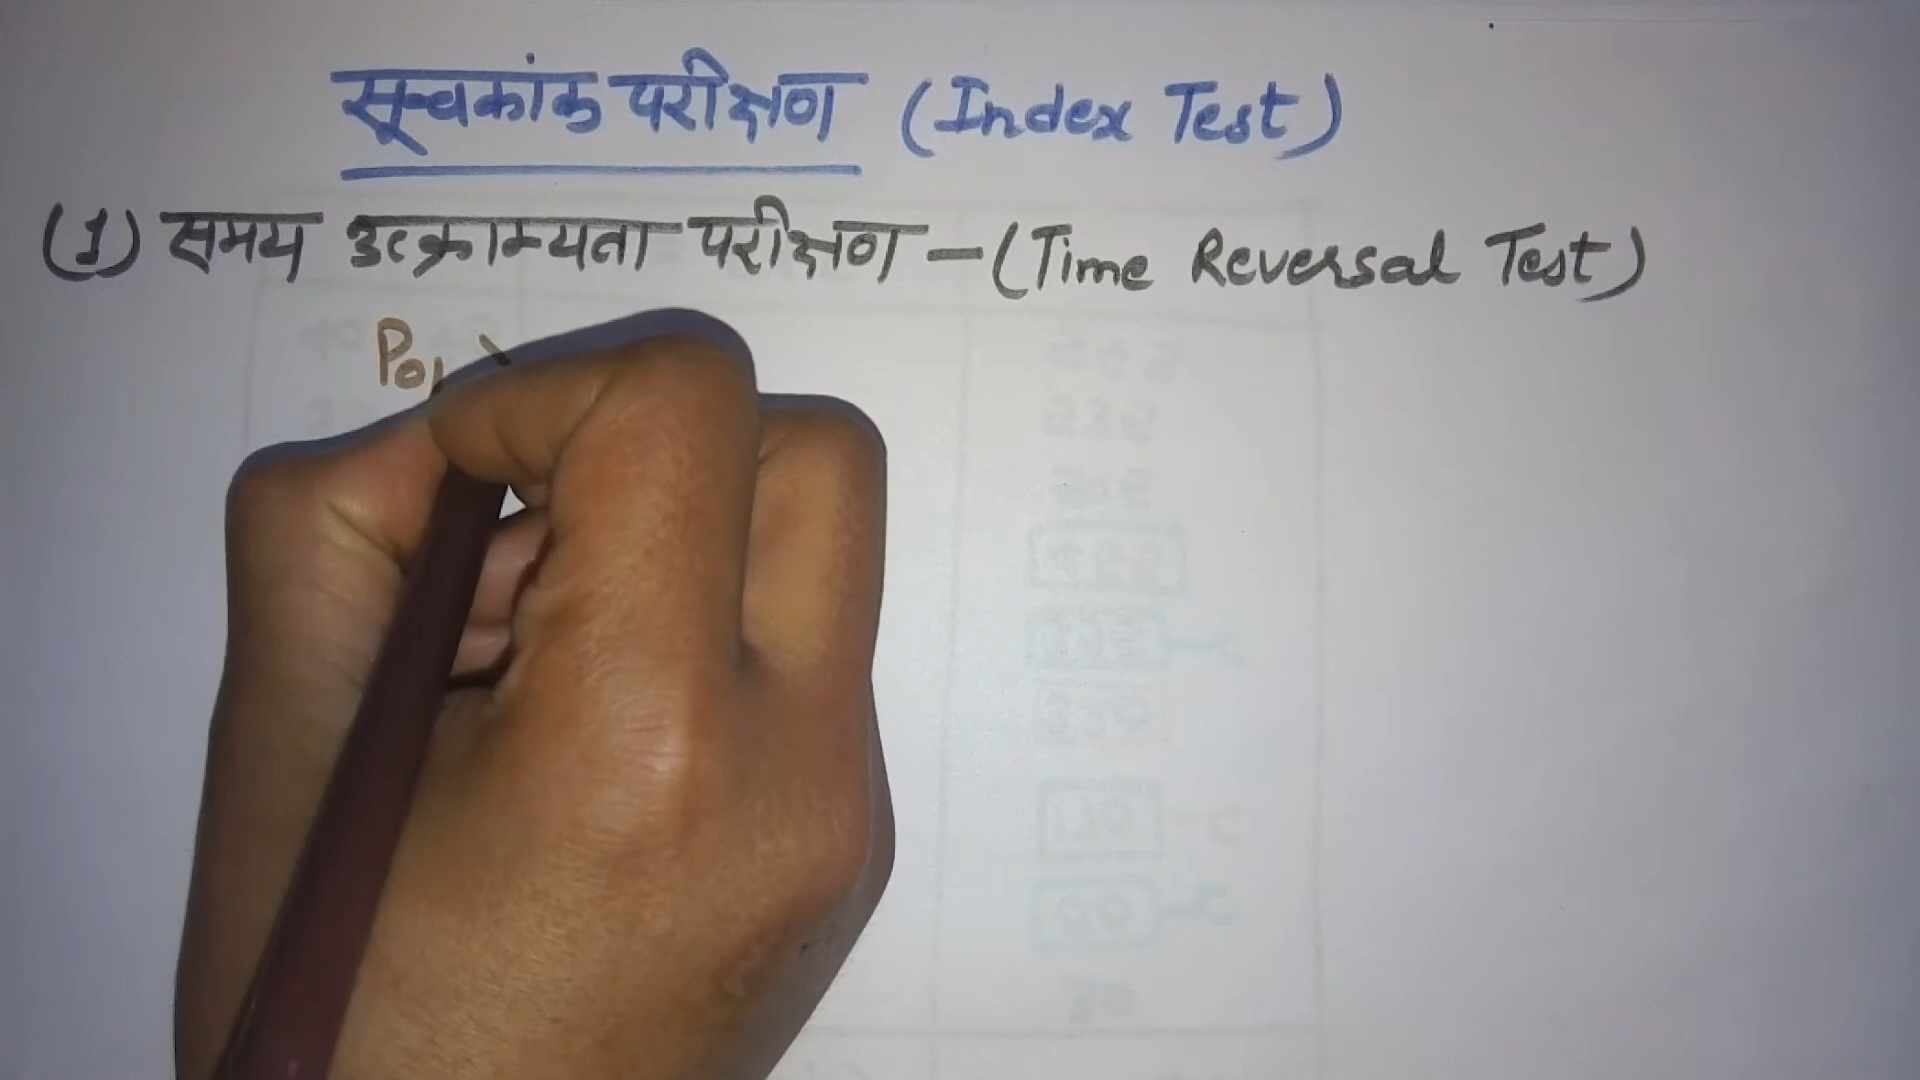 सूचकांक परीक्षण (Index Test)
(1) समय उत्क्राम्यता परीक्षण - (Time Reversal Test)
P₀₁